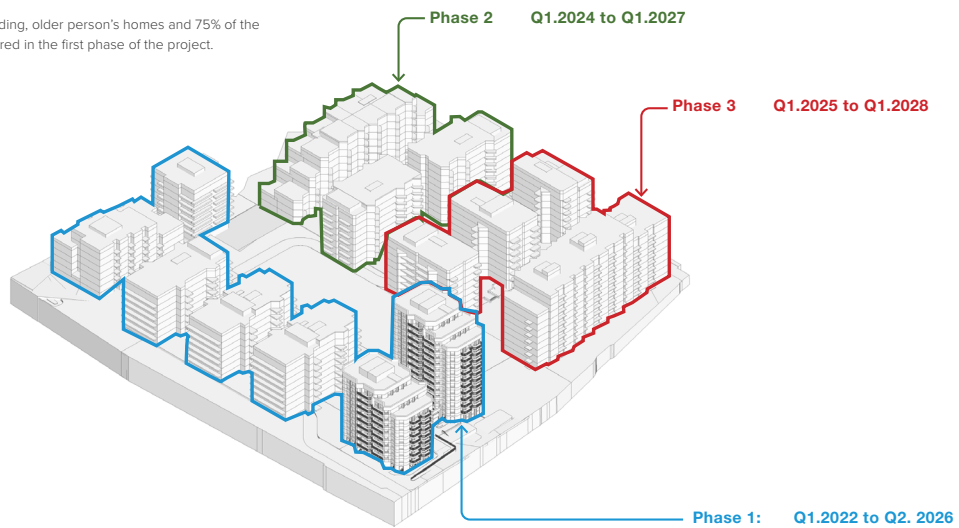 ding, older person's homes and 75% of the
red in the first phase of the project.
Phase 2 Q1.2024 to Q1.2027
Phase 3 Q1.2025 to Q1.2028
Phase 1: Q1.2022 to Q2. 2026